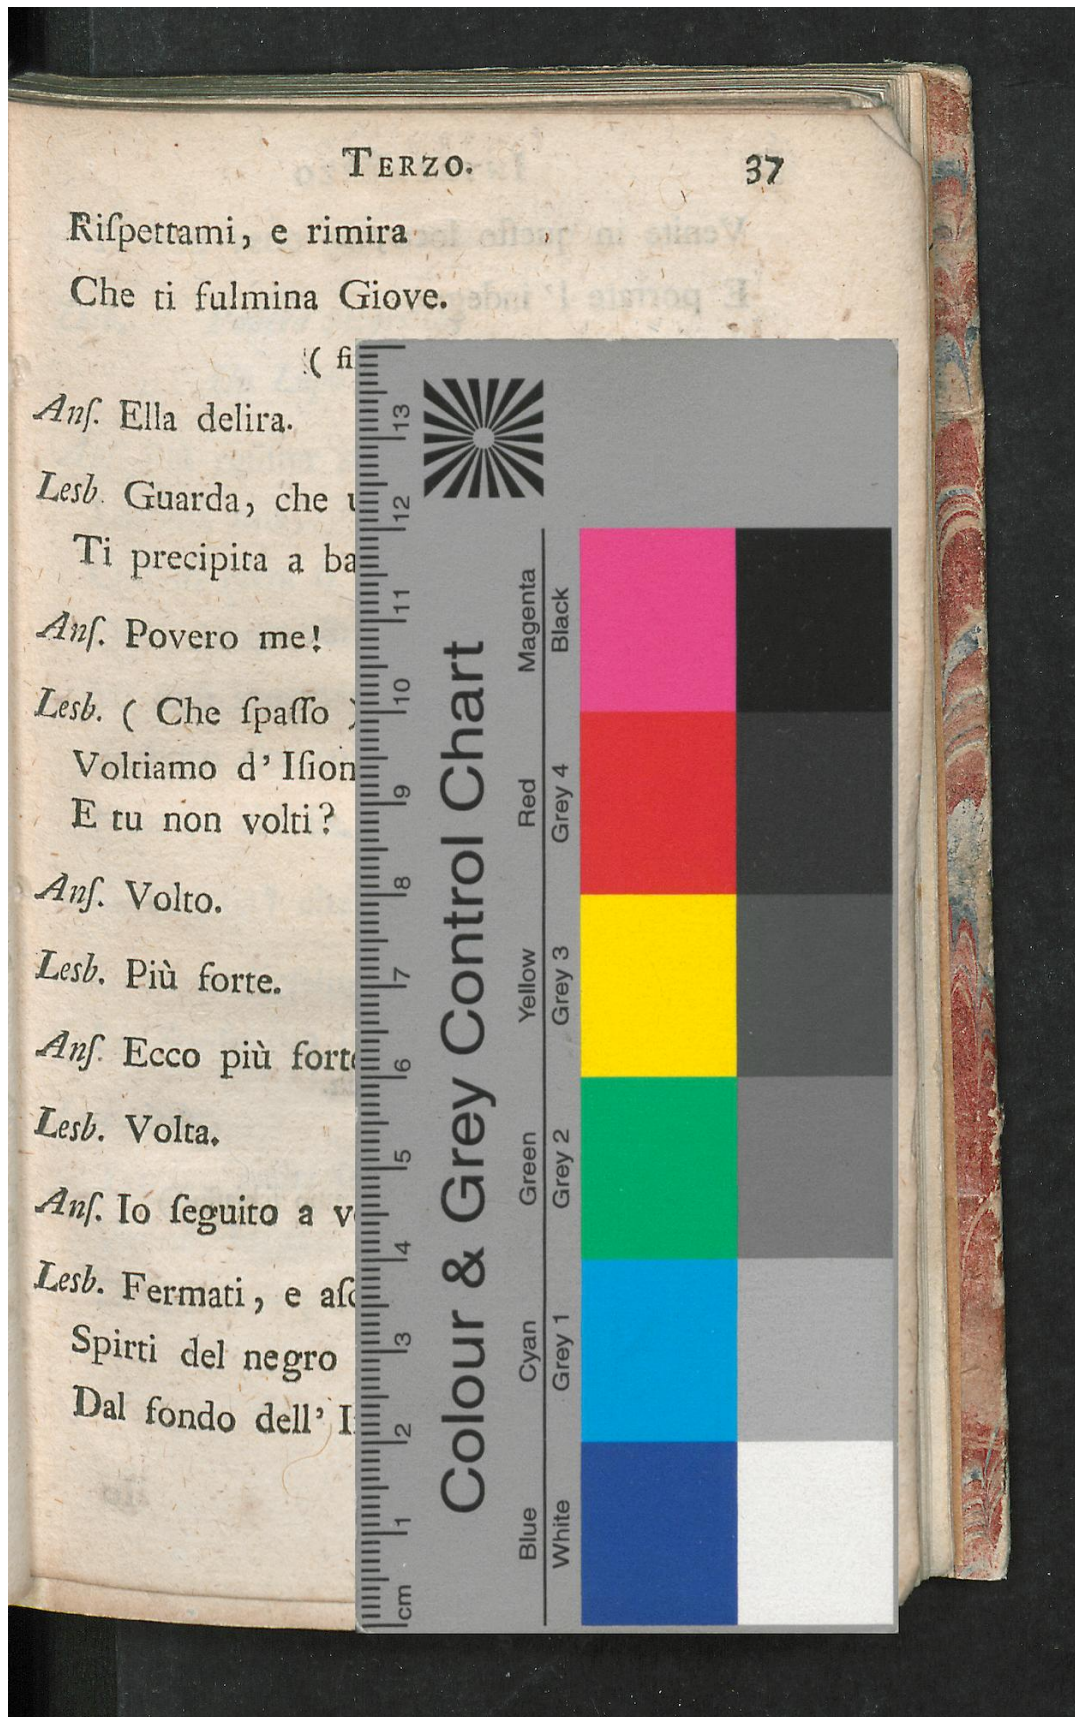 TERZO. 37
Riſpettami, e rimira
Che ti fulmina Giove.
( fi
Anſ. Ella delira.
Lesb. Guarda, che
Ti precipita a ba
Anſ. Povero me!
Lesb. ( Che ſpaſſo )
Voltiamo d' Iſion
E tu non volti?
Anſ. Volto.
Lesb. Più forte.
Anſ. Ecco più forte
Lesb. Volta.
Anſ. Io ſeguito a v
Lesb. Fermati, e aſc
Spirti del negro
Dal fondo dell' I
Colour & Grey Control Chart
cm 1 2 3 4 5 6 7 8 9 10 11 12 13
Blue Cyan Green Yellow Red Magenta
White Grey 1 Grey 2 Grey 3 Grey 4 Black